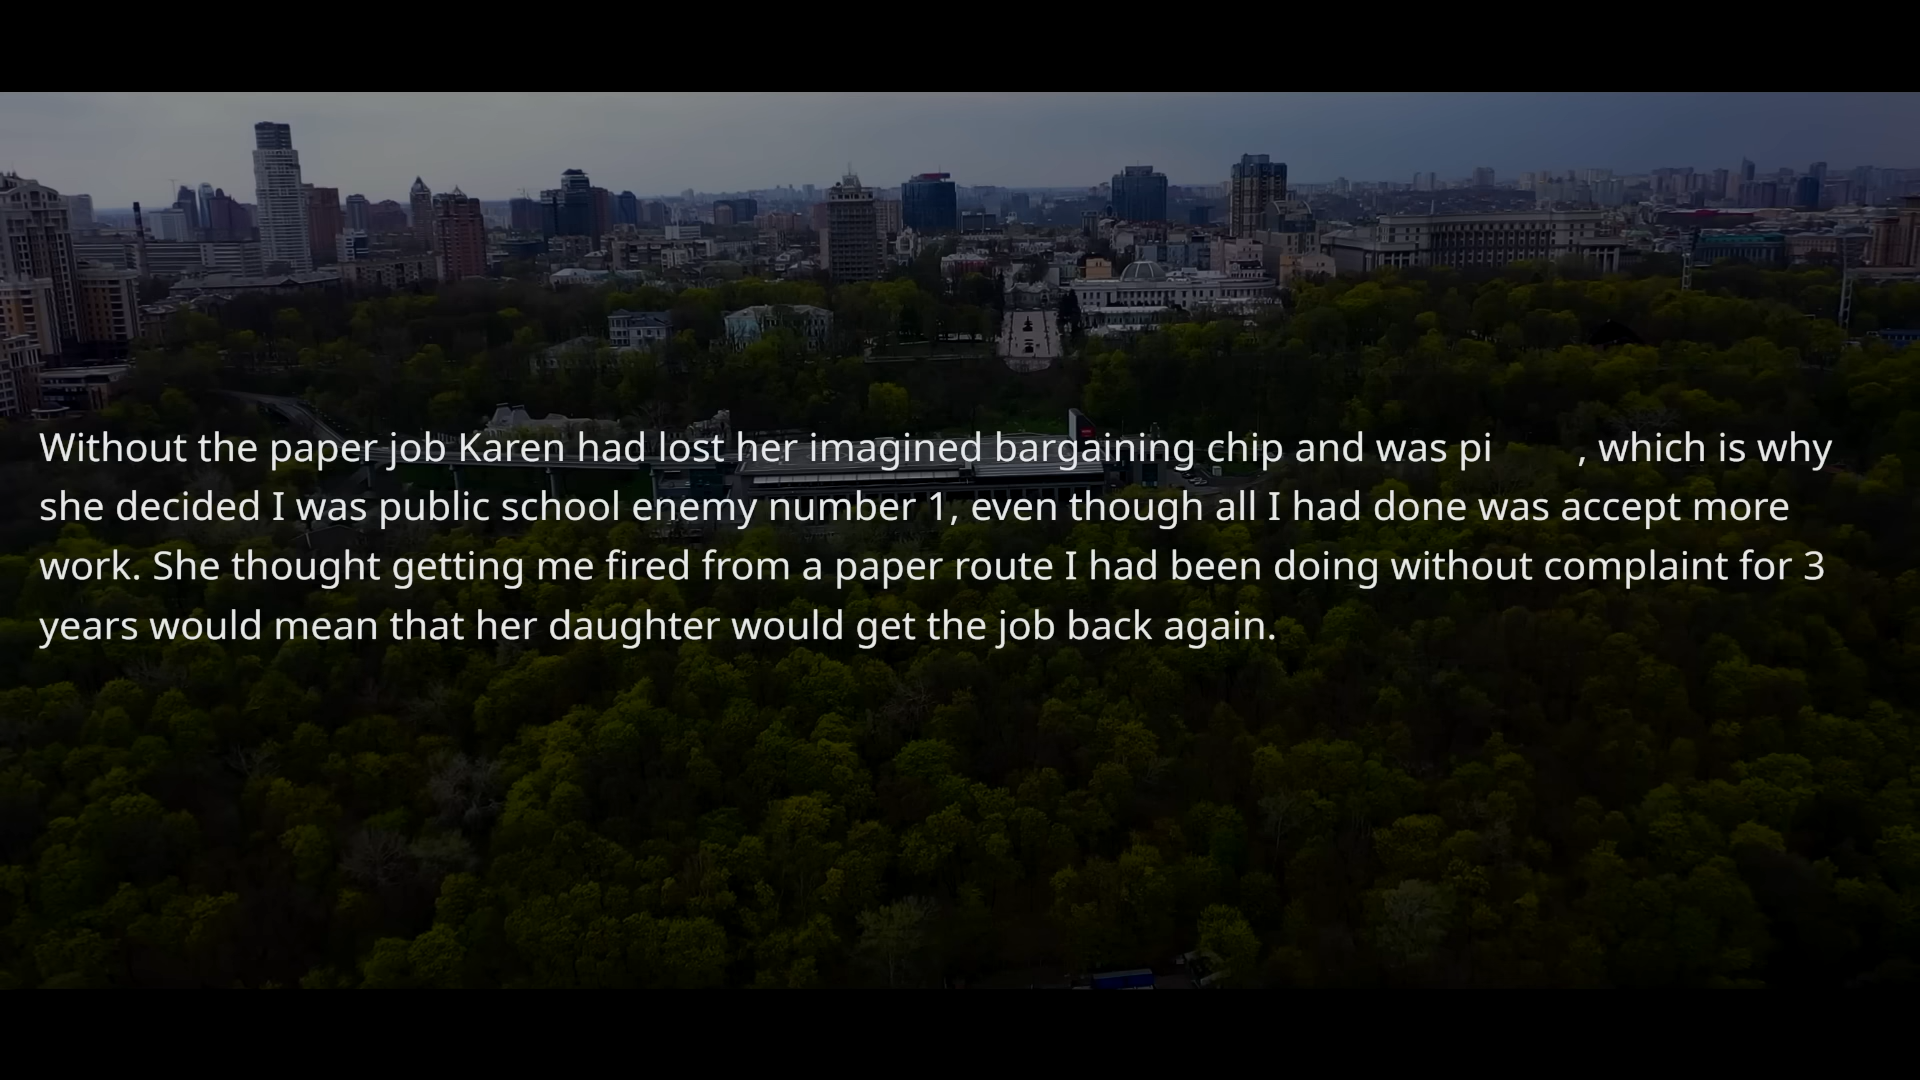 Without the paper job Karen had lost her imagined bargaining chip and was pi , which is why
she decided I was public school enemy number 1, even though all I had done was accept more
work. She thought getting me fired from a paper route I had been doing without complaint for 3
years would mean that her daughter would get the job back again.